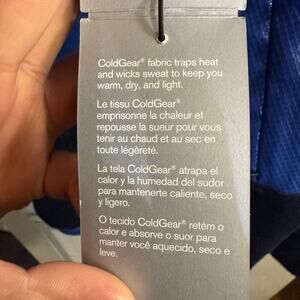 ColdGear® fabric traps heat
and wicks sweat to keep you
warm, dry, and light.
Le tissu ColdGear®
emprisonne la chaleur et
repousse la sueur pour vous
tenir au chaud et au sec en
toute légèreté.
La tela ColdGear® atrapa el
calor y la humedad del sudor
para mantenerte caliente, seco
y ligero.
O tecido ColdGear® retém o
calor e absorve o suor para
manter você aquecido, seco e
leve.